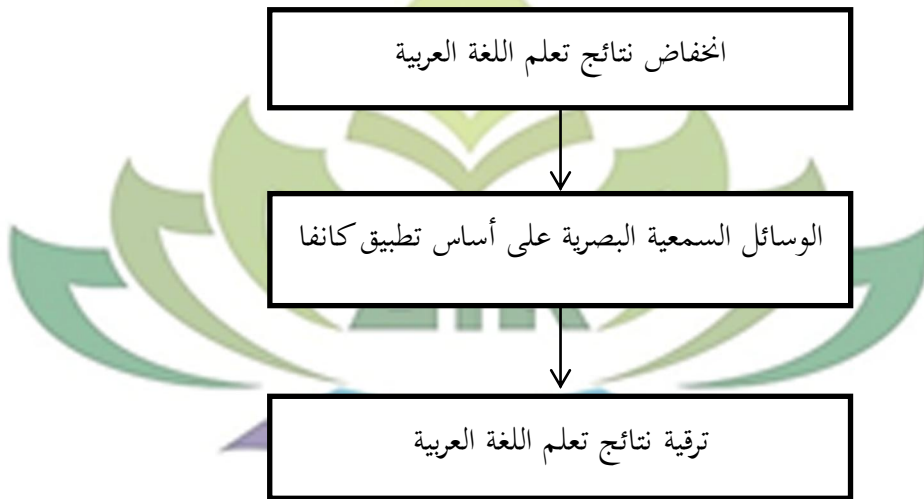 انخفاض نتائج تعلم اللغة العربية
الوسائل السمعية البصرية على أساس تطبيق كانفا
ترقية نتائج تعلم اللغة العربية